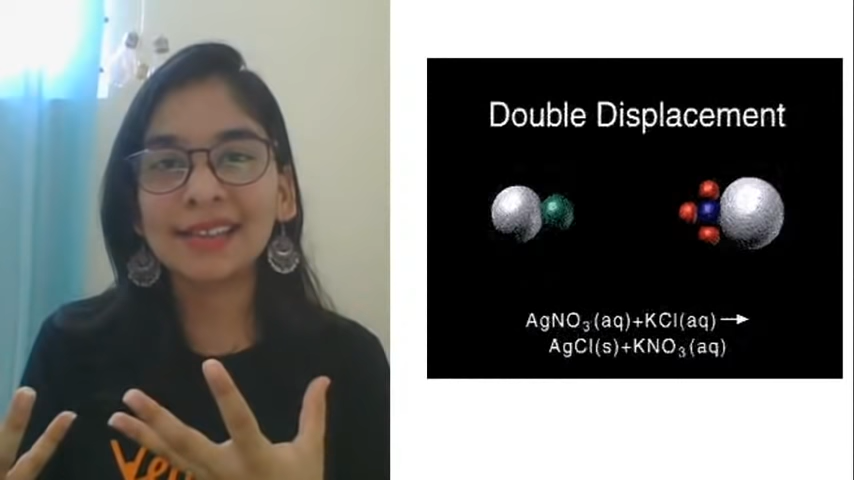 Double Displacement
AgNO₃(aq)+KCl(aq)→
AgCl(s)+KNO₃(aq)